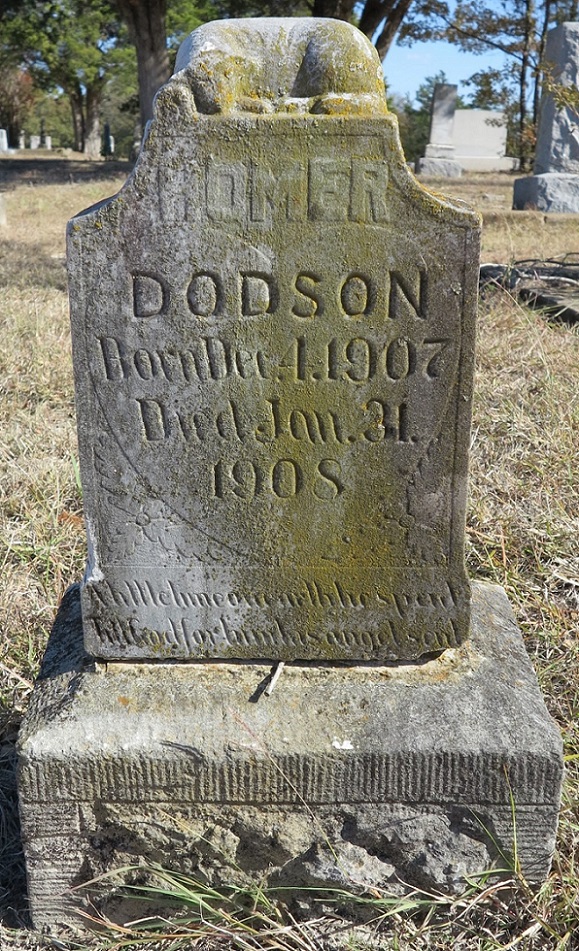 HOMER
DODSON
Born Dec. 4. 1907
Died Jan. 31.
1908
A little time on earth he spent
Till God for him his angel sent